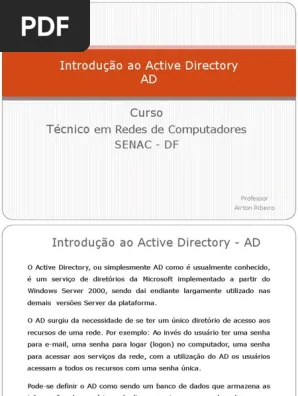 PDF
Introdução ao Active Directory
AD
Curso
Técnico em Redes de Computadores
SENAC - DF
Professor
Airton Ribeiro
Introdução ao Active Directory - AD
O Active Directory, ou simplesmente AD como é usualmente conhecido,
é um serviço de diretórios da Microsoft implementado a partir do
Windows Server 2000, sendo daí endiante largamente utilizado nas
demais versões Server da plataforma.
O AD surgiu da necessidade de se ter um único diretório de acesso aos
recursos de uma rede. Por exemplo: Ao invés do usuário ter uma senha
para e-mail, uma senha para logar (logon) no computador, uma senha
para acessar aos serviços da rede, com a utilização do AD os usuários
acessam a todos os recursos com uma senha única.
Pode-se definir o AD como sendo um banco de dados que armazena as